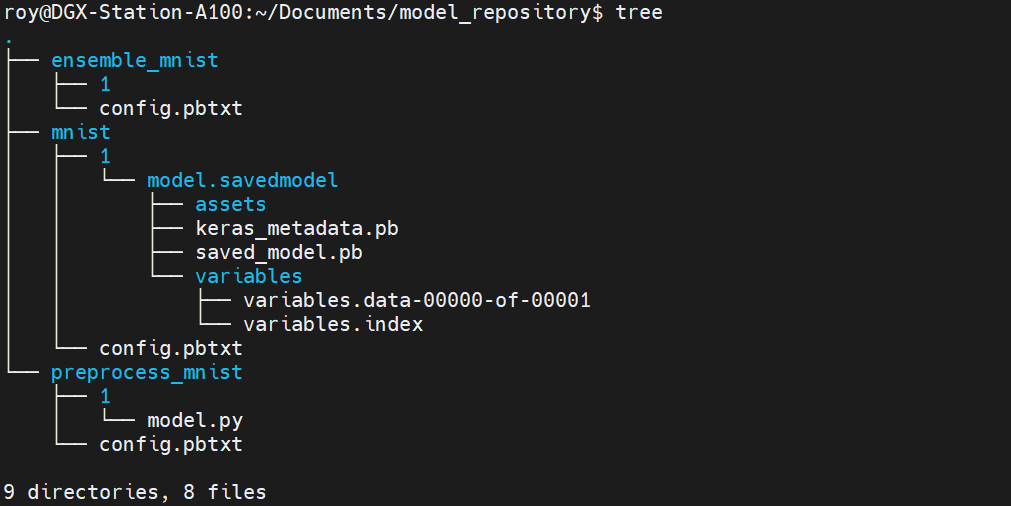 roy@DGX-Station-A100:~/Documents/model_repository$ tree
.
├── ensemble_mnist
│   ├── 1
│   └── config.pbtxt
├── mnist
│   ├── 1
│   │   └── model.savedmodel
│   │       ├── assets
│   │       ├── keras_metadata.pb
│   │       ├── saved_model.pb
│   │       └── variables
│   │           ├── variables.data-00000-of-00001
│   │           └── variables.index
│   └── config.pbtxt
└── preprocess_mnist
    ├── 1
    │   └── model.py
    └── config.pbtxt

9 directories, 8 files